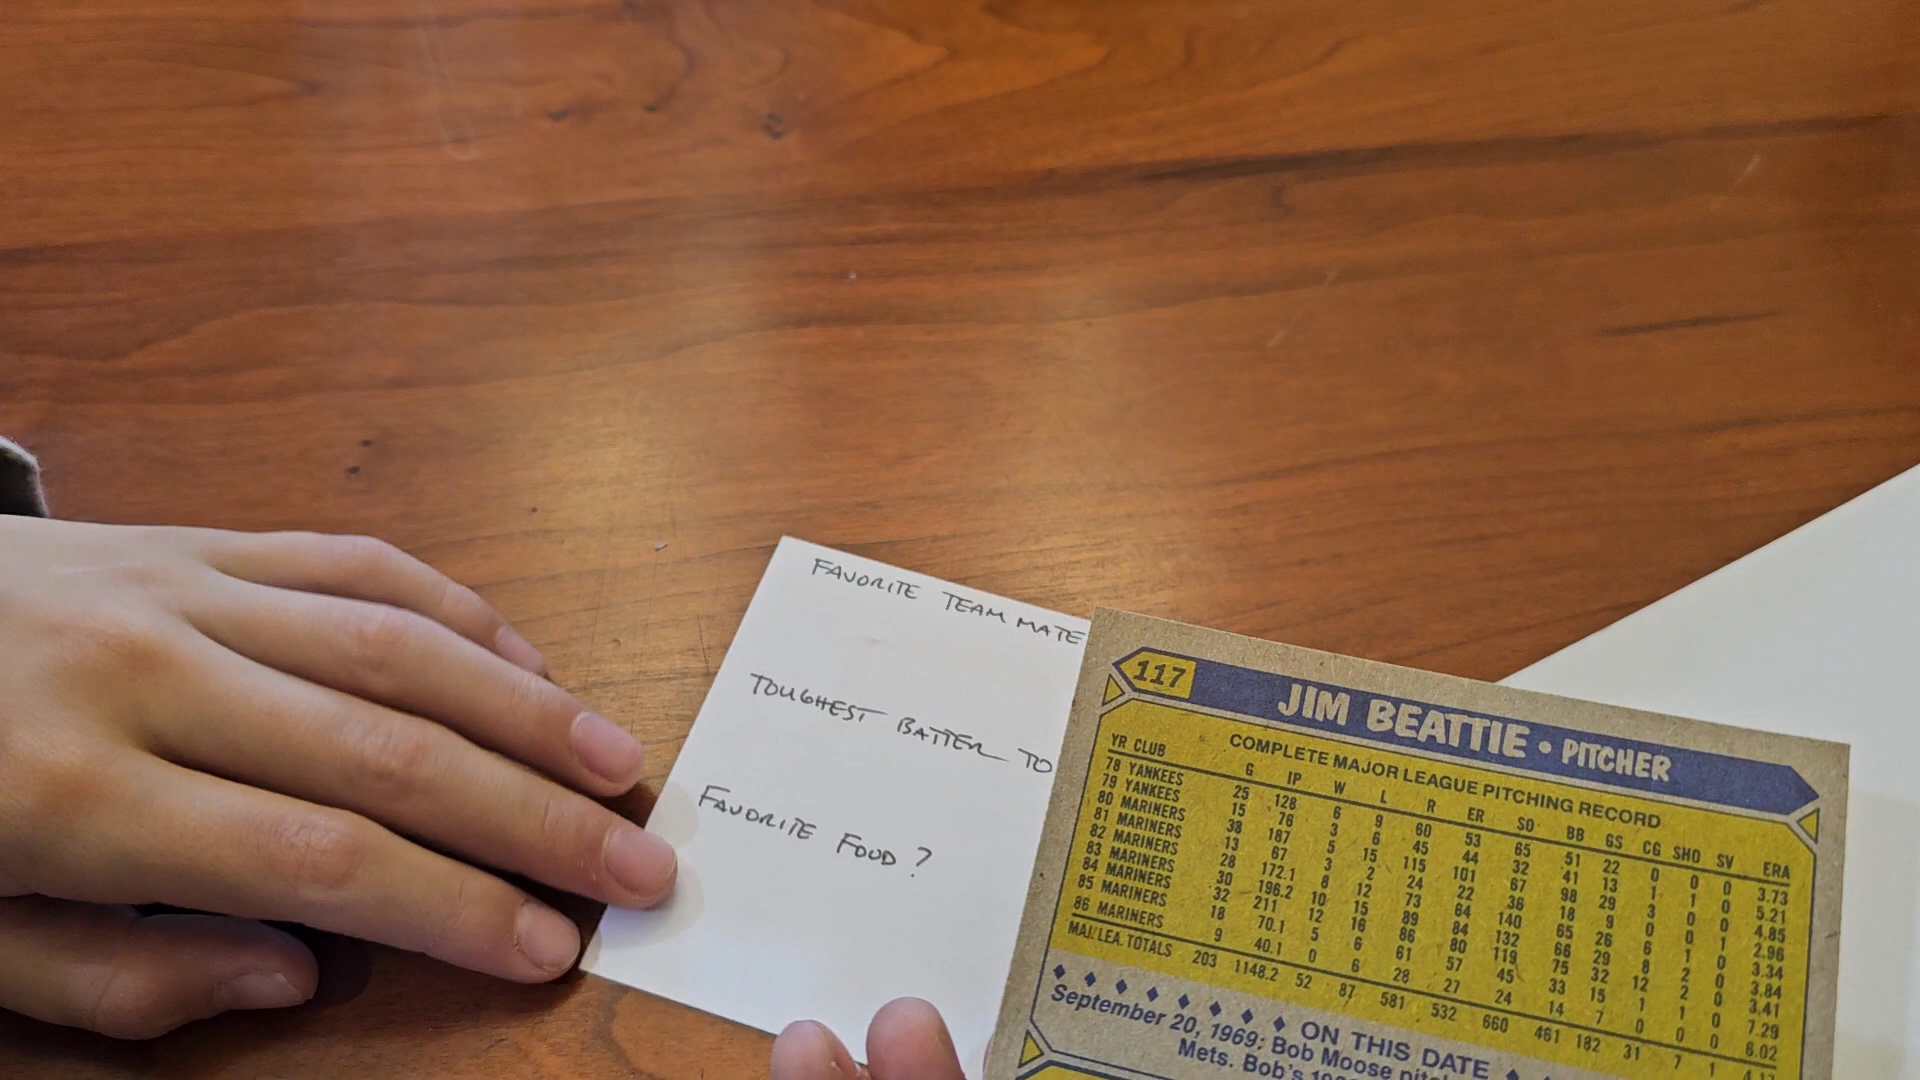 FAVORITE TEAM MATE
TOUGHEST BATTER TO
FAVORITE FOOD ?
117
JIM BEATTIE • PITCHER
COMPLETE MAJOR LEAGUE PITCHING RECORD
YR CLUB G IP W L R ER SO BB GS CG SHO SV ERA
78 YANKEES 25 128 6 9 60 53 65 51 22 0 0 0 3.73
79 YANKEES 15 76 3 6 45 44 32 41 13 1 1 0 5.21
80 MARINERS 38 187 5 15 115 101 67 98 29 3 0 0 4.85
81 MARINERS 13 67 3 2 24 22 36 18 9 0 0 1 2.96
82 MARINERS 28 172.1 8 12 73 64 140 65 26 6 1 0 3.34
83 MARINERS 30 196.2 10 15 89 84 132 66 29 8 2 0 3.84
84 MARINERS 32 211 12 16 86 80 119 75 32 12 2 0 3.41
85 MARINERS 18 70.1 5 6 61 57 45 33 15 1 1 0 7.29
86 MARINERS 9 40.1 0 6 28 27 24 14 7 0 0 0 6.02
MAJ. LEA. TOTALS 203 1148.2 52 87 581 532 660 461 182 31 7 1
ON THIS DATE
September 20, 1969: Bob Moose
Mets. Bob's